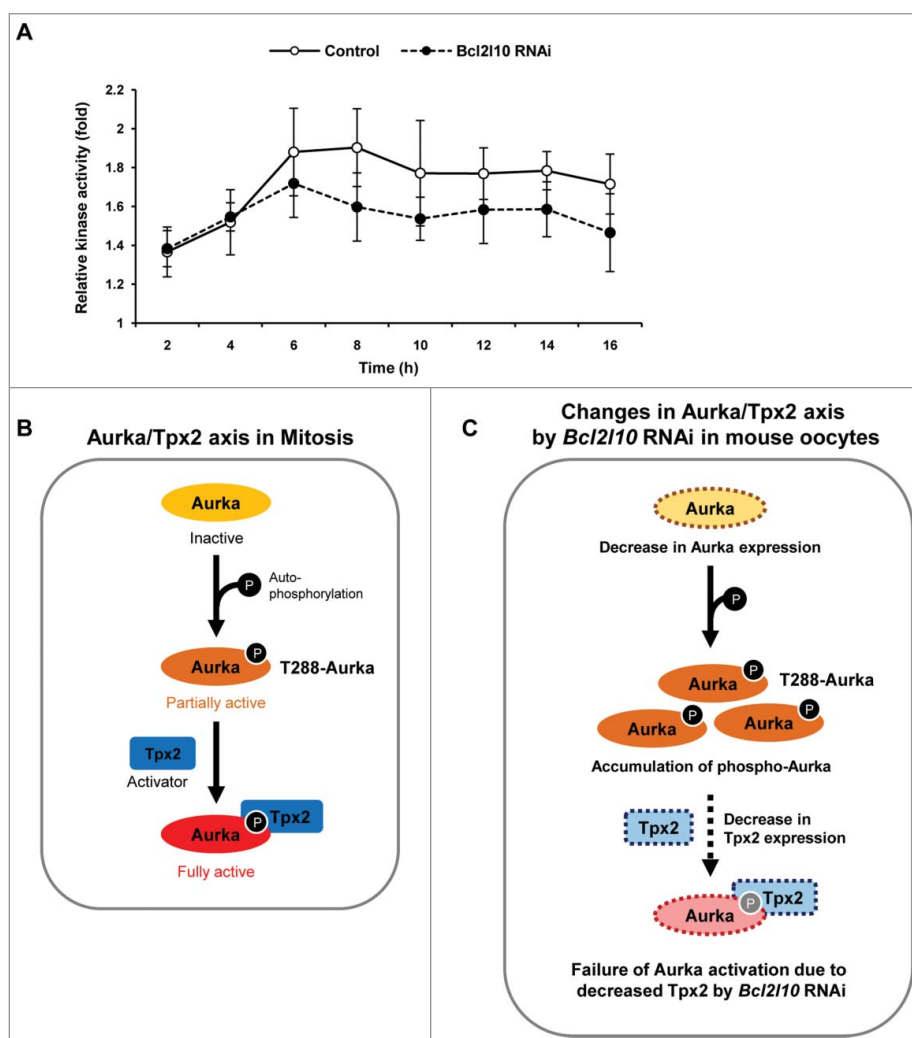 A
Control Bcl2l10 RNAi
Relative kinase activity (fold)
2.2
2
1.8
1.6
1.4
1.2
1
2 4 6 8 10 12 14 16
Time (h)
B
Aurka/Tpx2 axis in Mitosis
Aurka
Inactive
P
Auto-
phosphorylation
P
Aurka
T288-Aurka
Partially active
Tpx2
Activator
Tpx2
P
Aurka
Fully active
C
Changes in Aurka/Tpx2 axis
by Bcl2l10 RNAi in mouse oocytes
Aurka
Decrease in Aurka expression
P
P
Aurka
T288-Aurka
P
Aurka
P
Aurka
Accumulation of phospho-Aurka
Tpx2
Decrease in
Tpx2 expression
P
Tpx2
Aurka
Failure of Aurka activation due to
decreased Tpx2 by Bcl2l10 RNAi